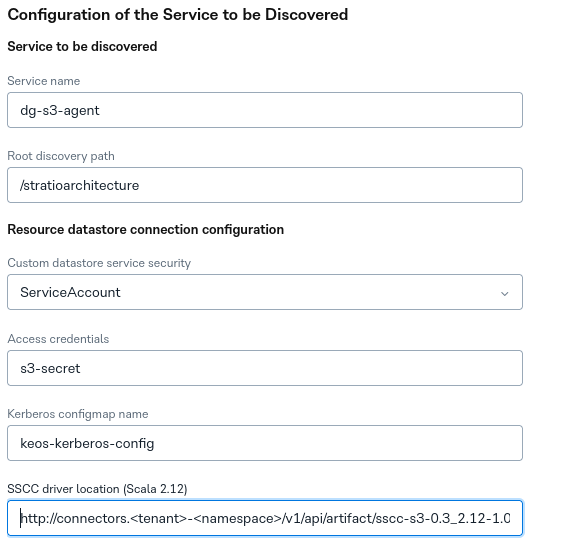 Configuration of the Service to be Discovered
Service to be discovered
Service name
dg-s3-agent
Root discovery path
/stratioarchitecture
Resource datastore connection configuration
Custom datastore service security
ServiceAccount
Access credentials
s3-secret
Kerberos configmap name
keos-kerberos-config
SSCC driver location (Scala 2.12)
http://connectors.<tenant>-<namespace>/v1/api/artifact/sscc-s3-0.3_2.12-1.0